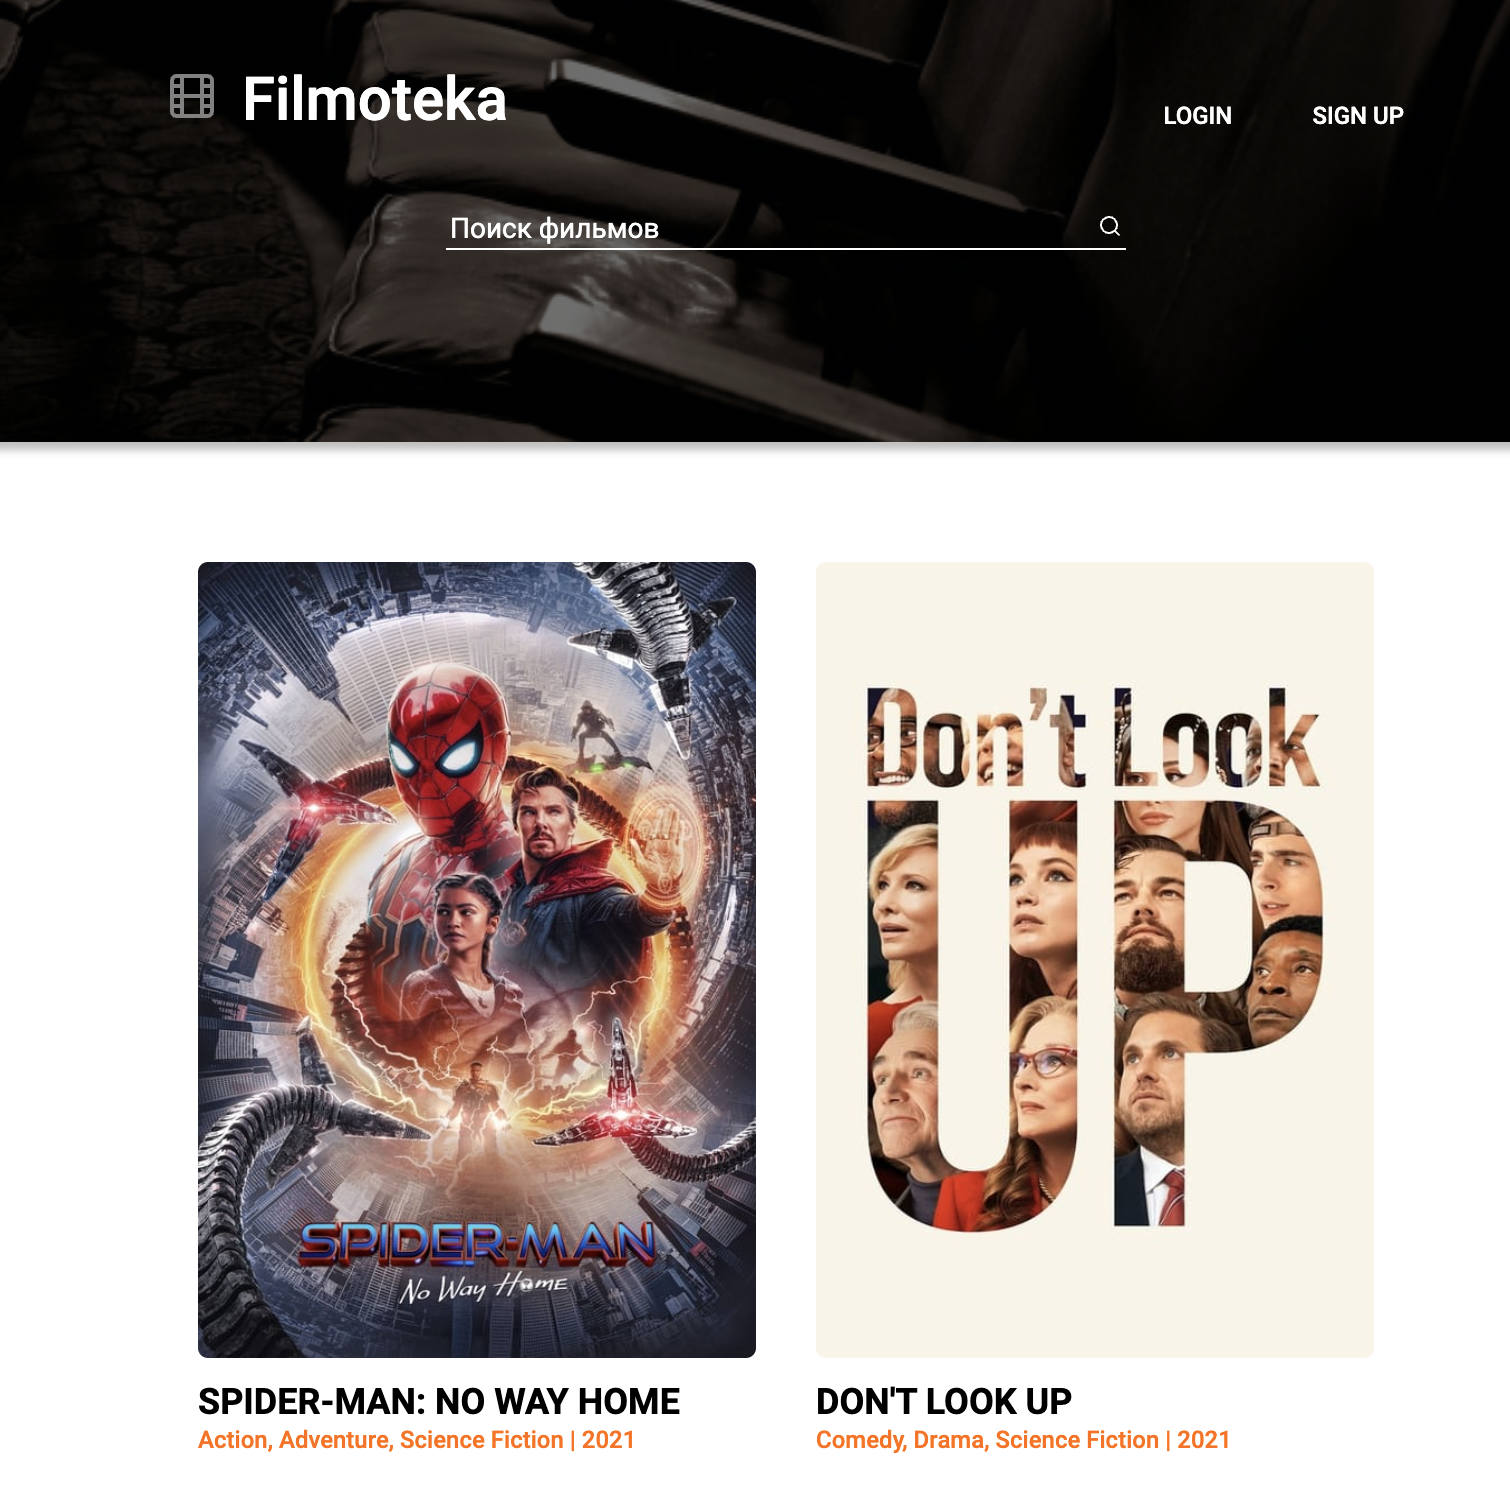 Filmoteka
LOGIN
SIGN UP
Поиск фильмов
SPIDER-MAN
NO WAY HOME
Don't Look
UP
SPIDER-MAN: NO WAY HOME
Action, Adventure, Science Fiction | 2021
DON'T LOOK UP
Comedy, Drama, Science Fiction | 2021